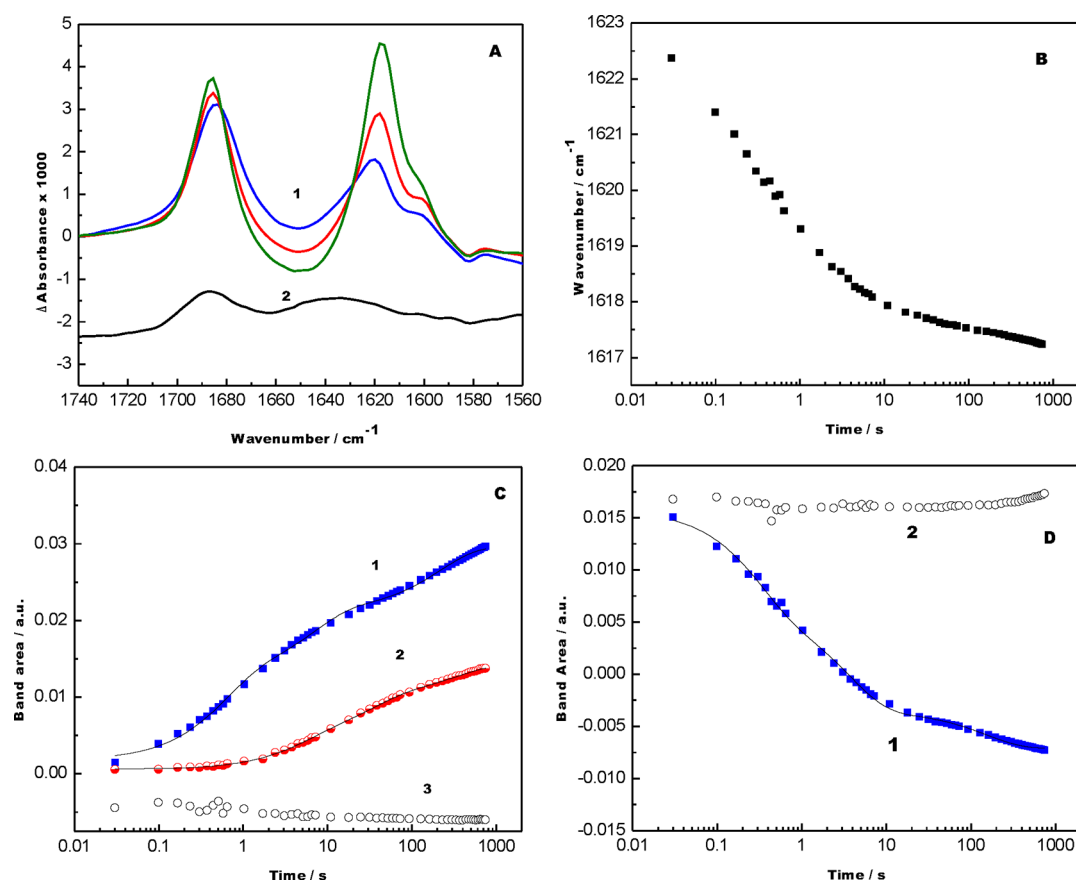 A
5
4
3
2
1
0
-1
-2
-3
1
2
1740 1720 1700 1680 1660 1640 1620 1600 1580 1560
Wavenumber / cm-1
Δ Absorbance x 1000
B
1623
1622
1621
1620
1619
1618
1617
0.01 0.1 1 10 100 1000
Time / s
Wavenumber / cm-1
C
0.04
0.03
0.02
0.01
0.00
1
2
3
0.01 0.1 1 10 100 1000
Time / s
Band area / a.u.
D
0.020
0.015
0.010
0.005
0.000
-0.005
-0.010
-0.015
2
1
0.01 0.1 1 10 100 1000
Time / s
Band Area / a.u.